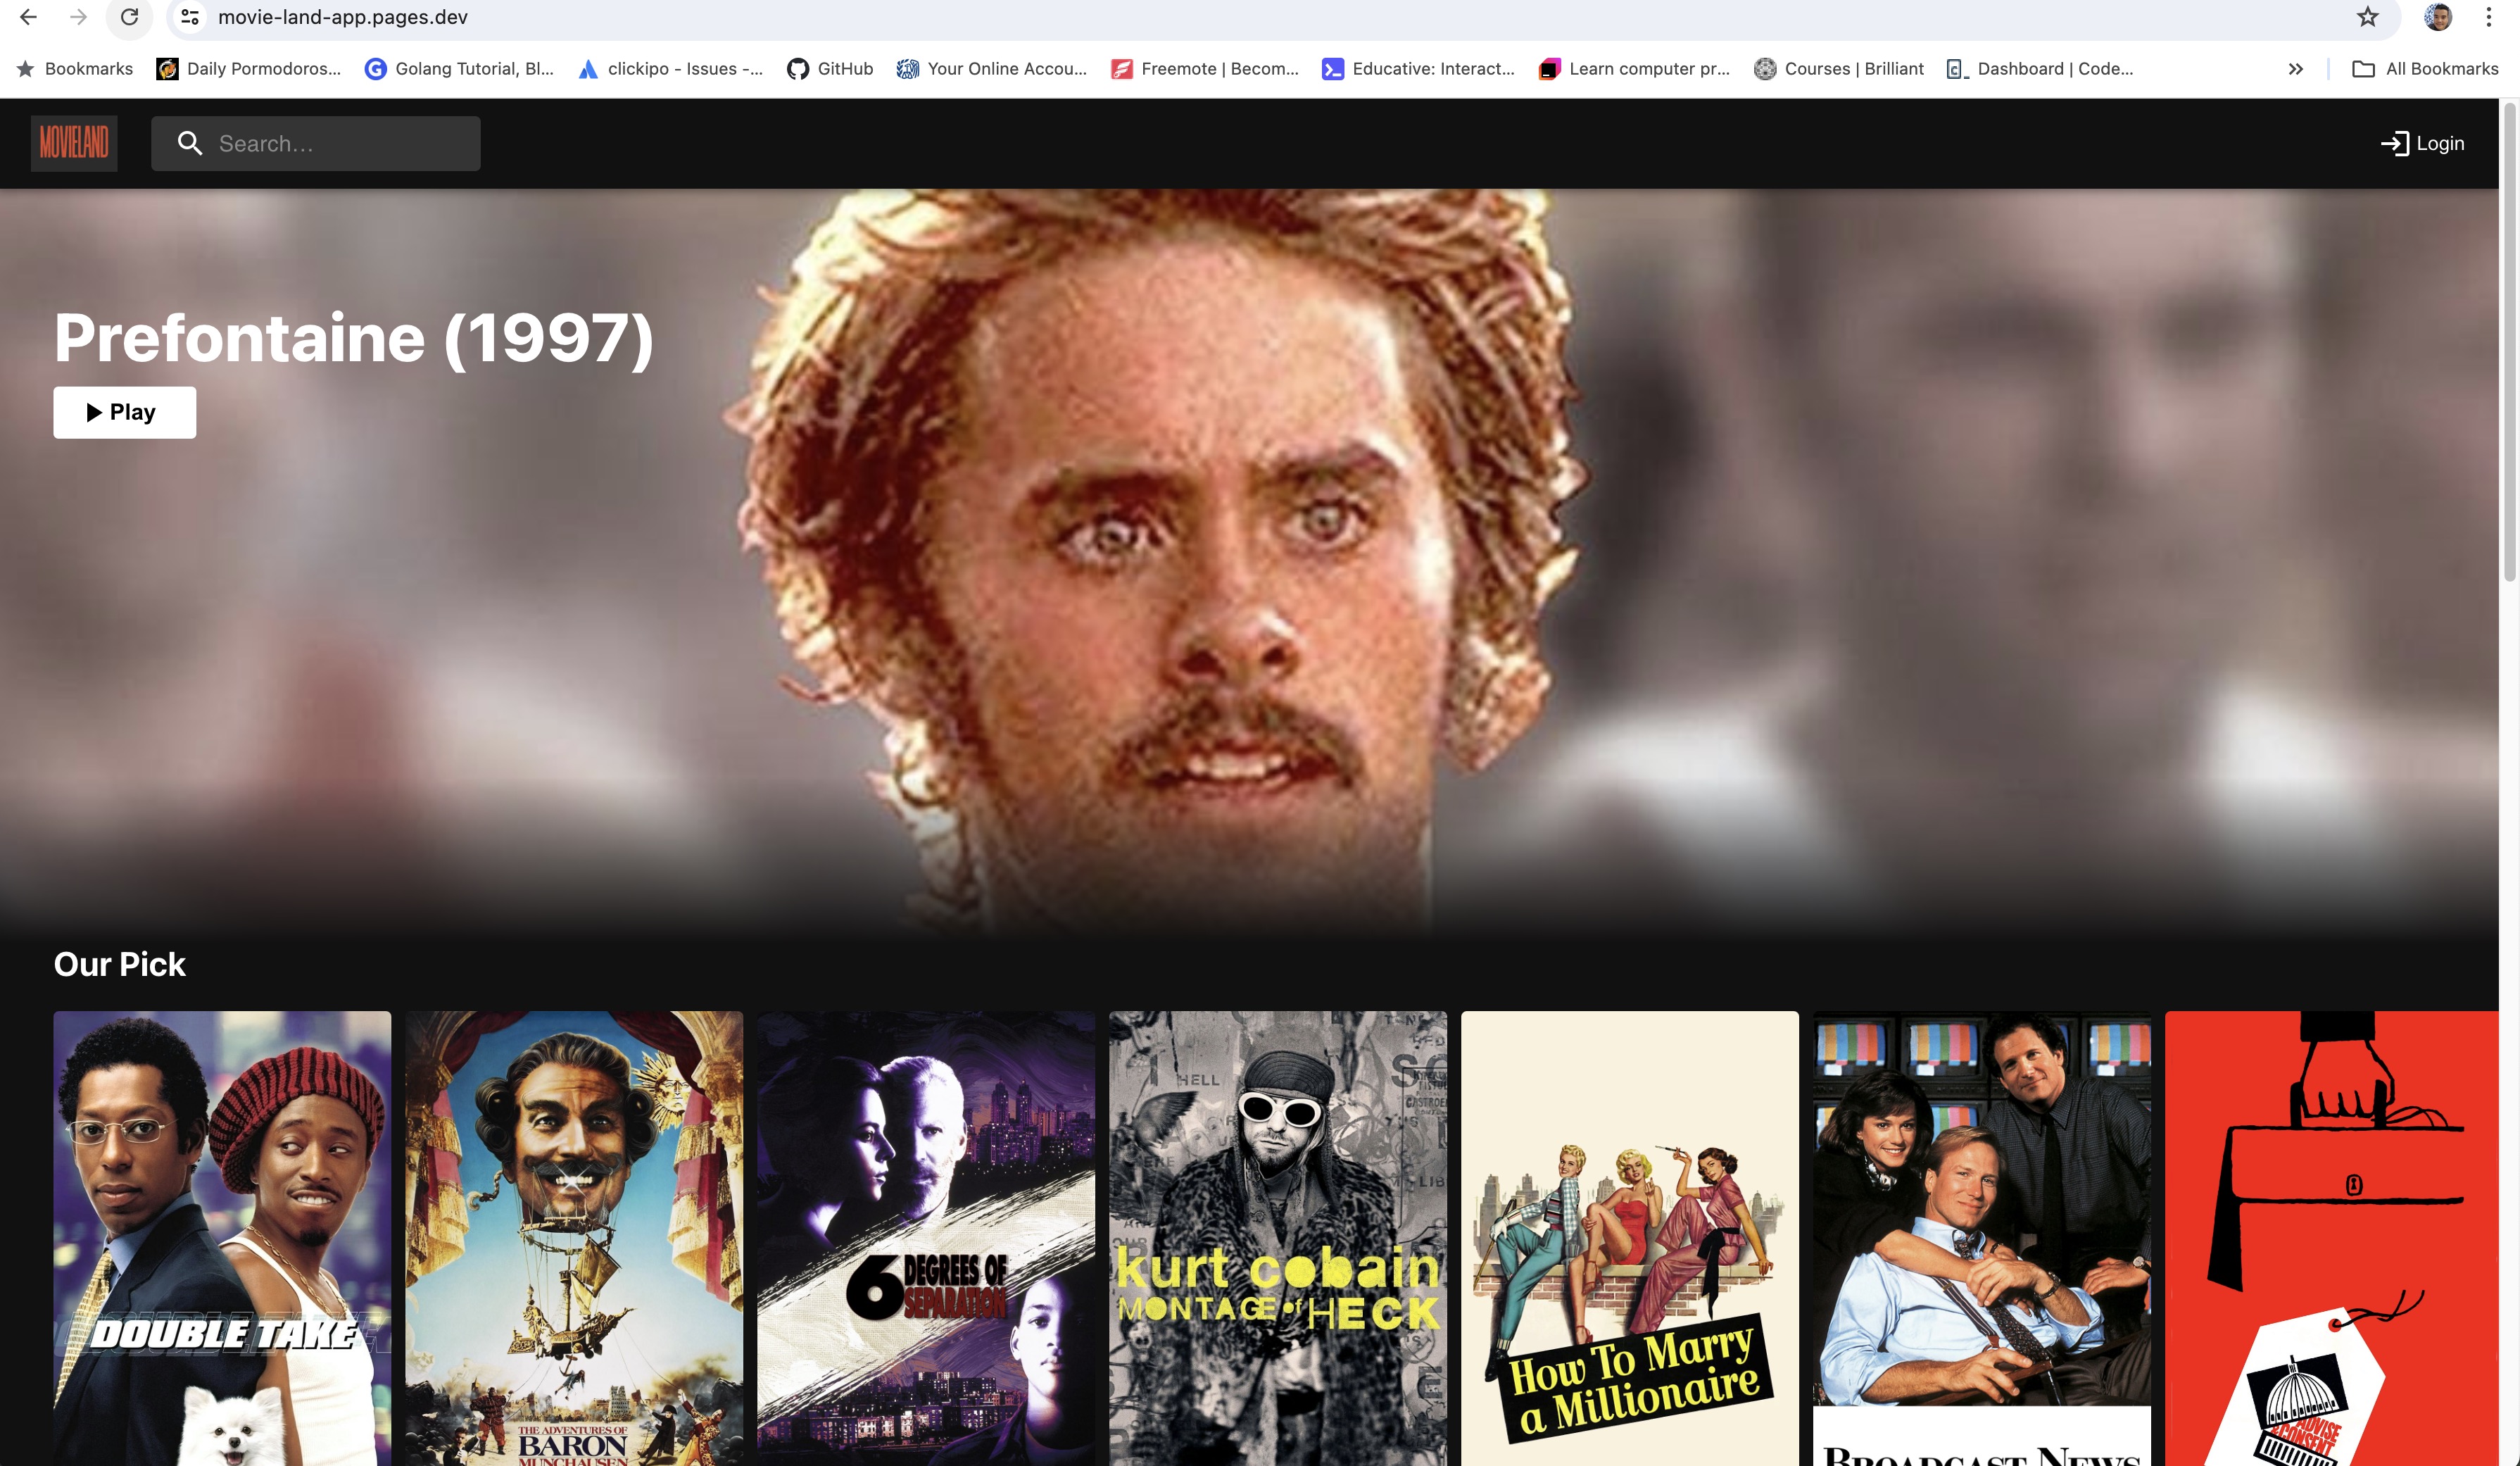 movie-land-app.pages.dev
Bookmarks
Daily Pormodoros...
Golang Tutorial, Bl...
clickipo - Issues -...
GitHub
Your Online Accou...
Freemote | Becom...
Educative: Interact...
Learn computer pr...
Courses | Brilliant
Dashboard | Code...
All Bookmarks
MOVIELAND
Search...
Login
Prefontaine (1997)
Play
Our Pick
DOUBLE TAKE
THE ADVENTURES OF
BARON
MUNCHAUSEN
6 DEGREES OF
SEPARATION
HELL
kurt cobain
MONTAGE of HECK
How To Marry
a Millionaire
BROADCAST NEWS
ADVISE
&CONSENT